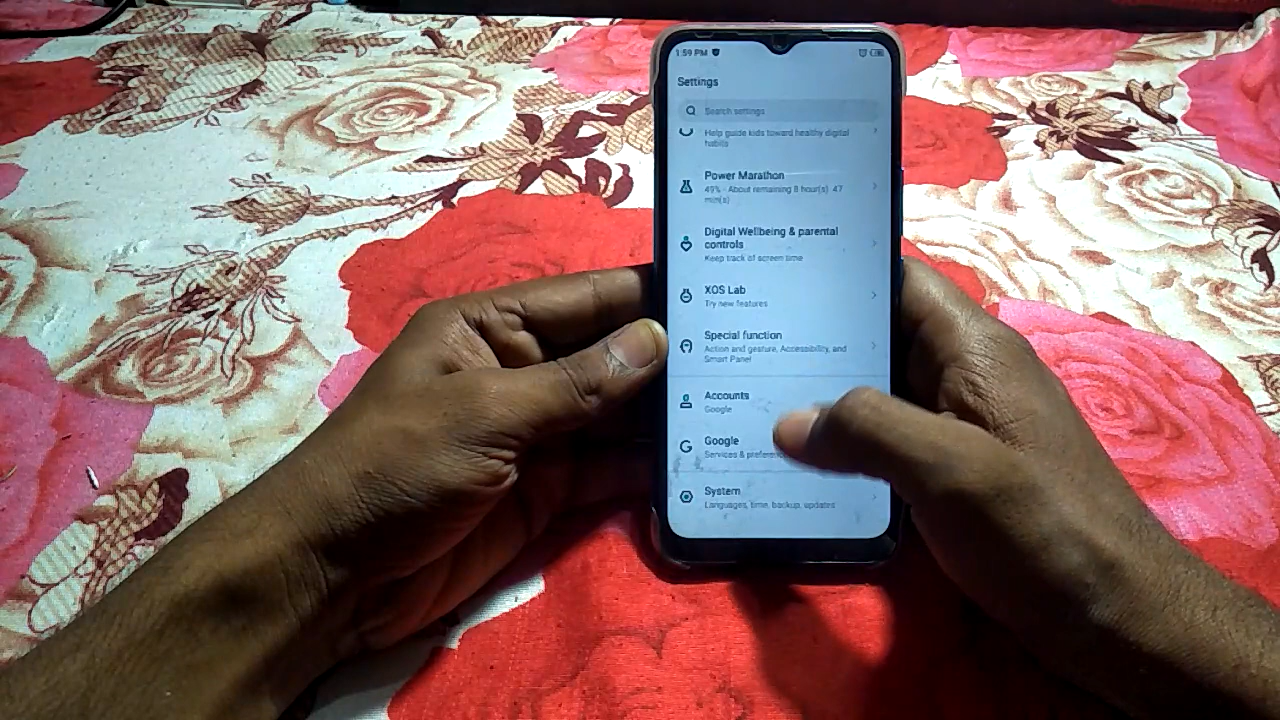 1:59 PM
Settings
Search settings
Help guide kids toward healthy digital
habits
Power Marathon
49% - About remaining 8 hour(s) 47
min(s)
Digital Wellbeing & parental
controls
Keep track of screen time
XOS Lab
Try new features
Special function
Action and gesture, Accessibility, and
Smart Panel
Accounts
Google
Google
Services & preferenc
System
Languages, time, backup, updates